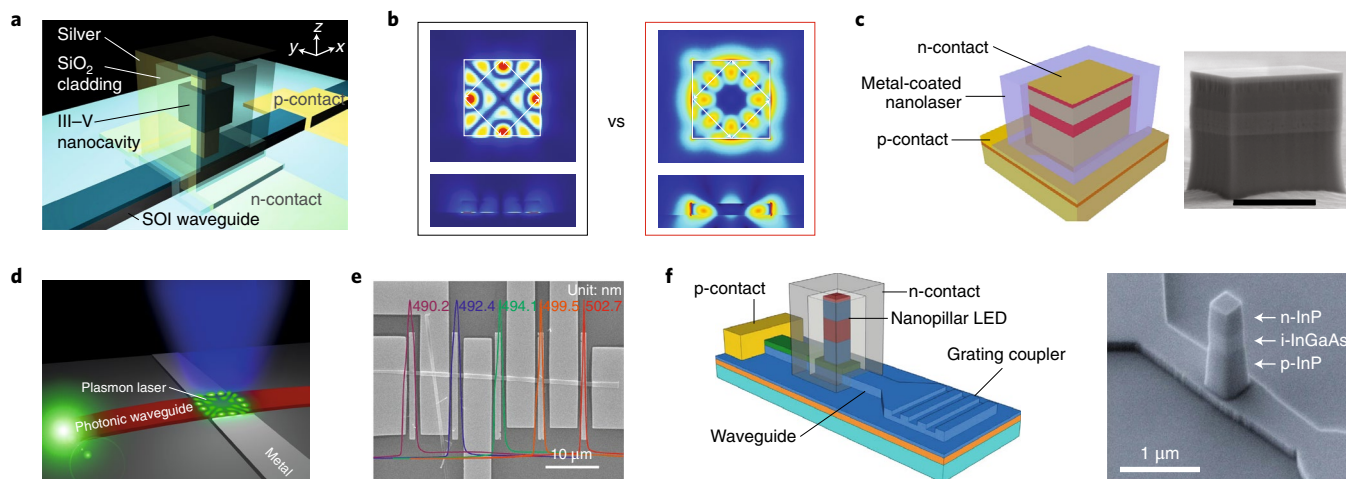 a
Silver
SiO2
cladding
III–V
nanocavity
SOI waveguide
p-contact
n-contact
z
y
x
b
vs
c
n-contact
Metal-coated
nanolaser
p-contact
d
Plasmon laser
Photonic waveguide
Metal
e
Unit: nm
490.2
492.4
494.1
499.5
502.7
10 μm
f
p-contact
n-contact
Nanopillar LED
Grating coupler
Waveguide
n-InP
i-InGaAs
p-InP
1 μm